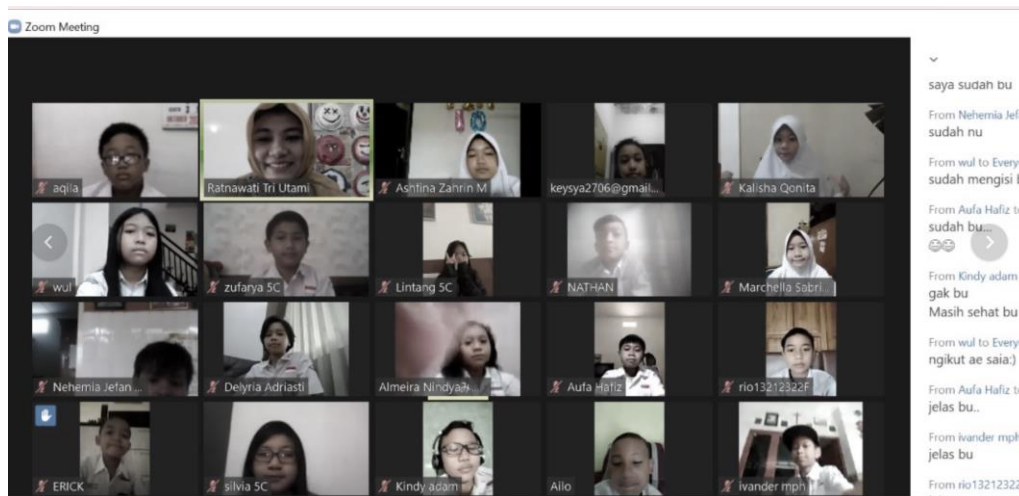 Zoom Meeting
aqila
Ratnawati Tri Utami
Ashfina Zahrin M
keysya2706@gmail...
Kalisha Qonita
wul
zufarya 5C
Lintang 5C
NATHAN
Marchella Sabri...
Nehemia Jefan ...
Delyria Adriasti
Almeira Nindya
Aufa Hafiz
rio13212322F
ERICK
silvia 5C
Kindy adam
Ailo
ivander mph
saya sudah bu
From Nehemia Jef
sudah nu
From wul to Every
sudah mengisi
From Aufa Hafiz to
sudah bu...
From Kindy adam
gak bu
Masih sehat bu
From wul to Every
ngikut ae saia:)
From Aufa Hafiz to
jelas bu..
From ivander mph
jelas bu
From rio13212322